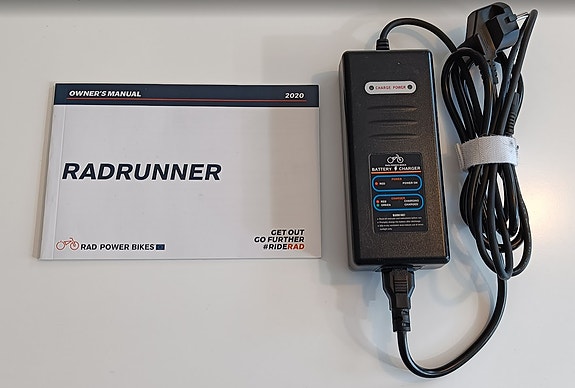 OWNER'S MANUAL 2020
RADRUNNER
RAD POWER BIKES
GET OUT
GO FURTHER
#RIDERAD
CHARGE POWER
BATTERY CHARGER
POWER
RED POWER ON
CHARGING
RED CHARGING
GREEN CHARGED